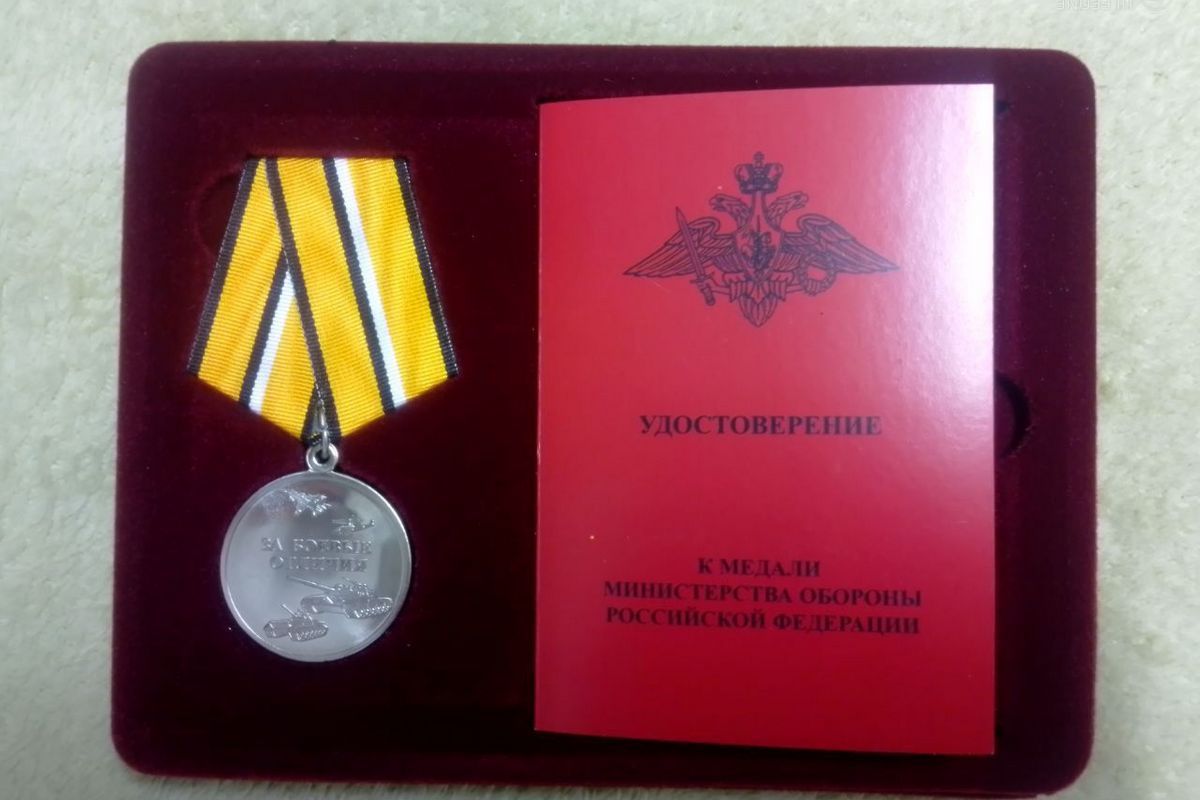 ЗА БОЕВЫЕ
ОТЛИЧИЯ
УДОСТОВЕРЕНИЕ
К МЕДАЛИ
МИНИСТЕРСТВА ОБОРОНЫ
РОССИЙСКОЙ ФЕДЕРАЦИИ